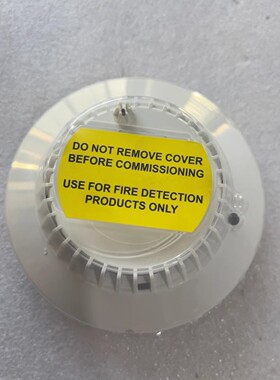 DO NOT REMOVE COVER
BEFORE COMMISSIONING
USE FOR FIRE DETECTION
PRODUCTS ONLY